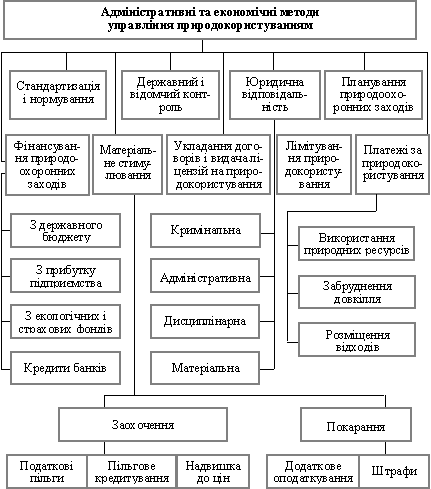 Адміністративні та економічні методи
управління природокористуванням
Стандартизація
і нормування
Державний і
відомчий конт-
роль
Юридична
відповідаль-
ність
Планування
природоохо-
ронних заходів
Фінансуван-
ня природо-
охоронних
заходів
Матеріаль-
не стиму-
лювання
Укладання дого-
ворів і видача лі-
цензій на приро-
докористування
Лімітуван-
ня приро-
докористу-
вання
Платежі за
природоко-
ристування
З державного
бюджету
З прибутку
підприємства
З екологічних і
страхових фондів
Кредити банків
Кримінальна
Адміністративна
Дисциплінарна
Матеріальна
Використання
природних ресурсів
Забруднення
довкілля
Розміщення
відходів
Заохочення
Покарання
Податкові
пільги
Пільгове
кредитування
Надвишка
до цін
Додаткове
оподаткування
Штрафи